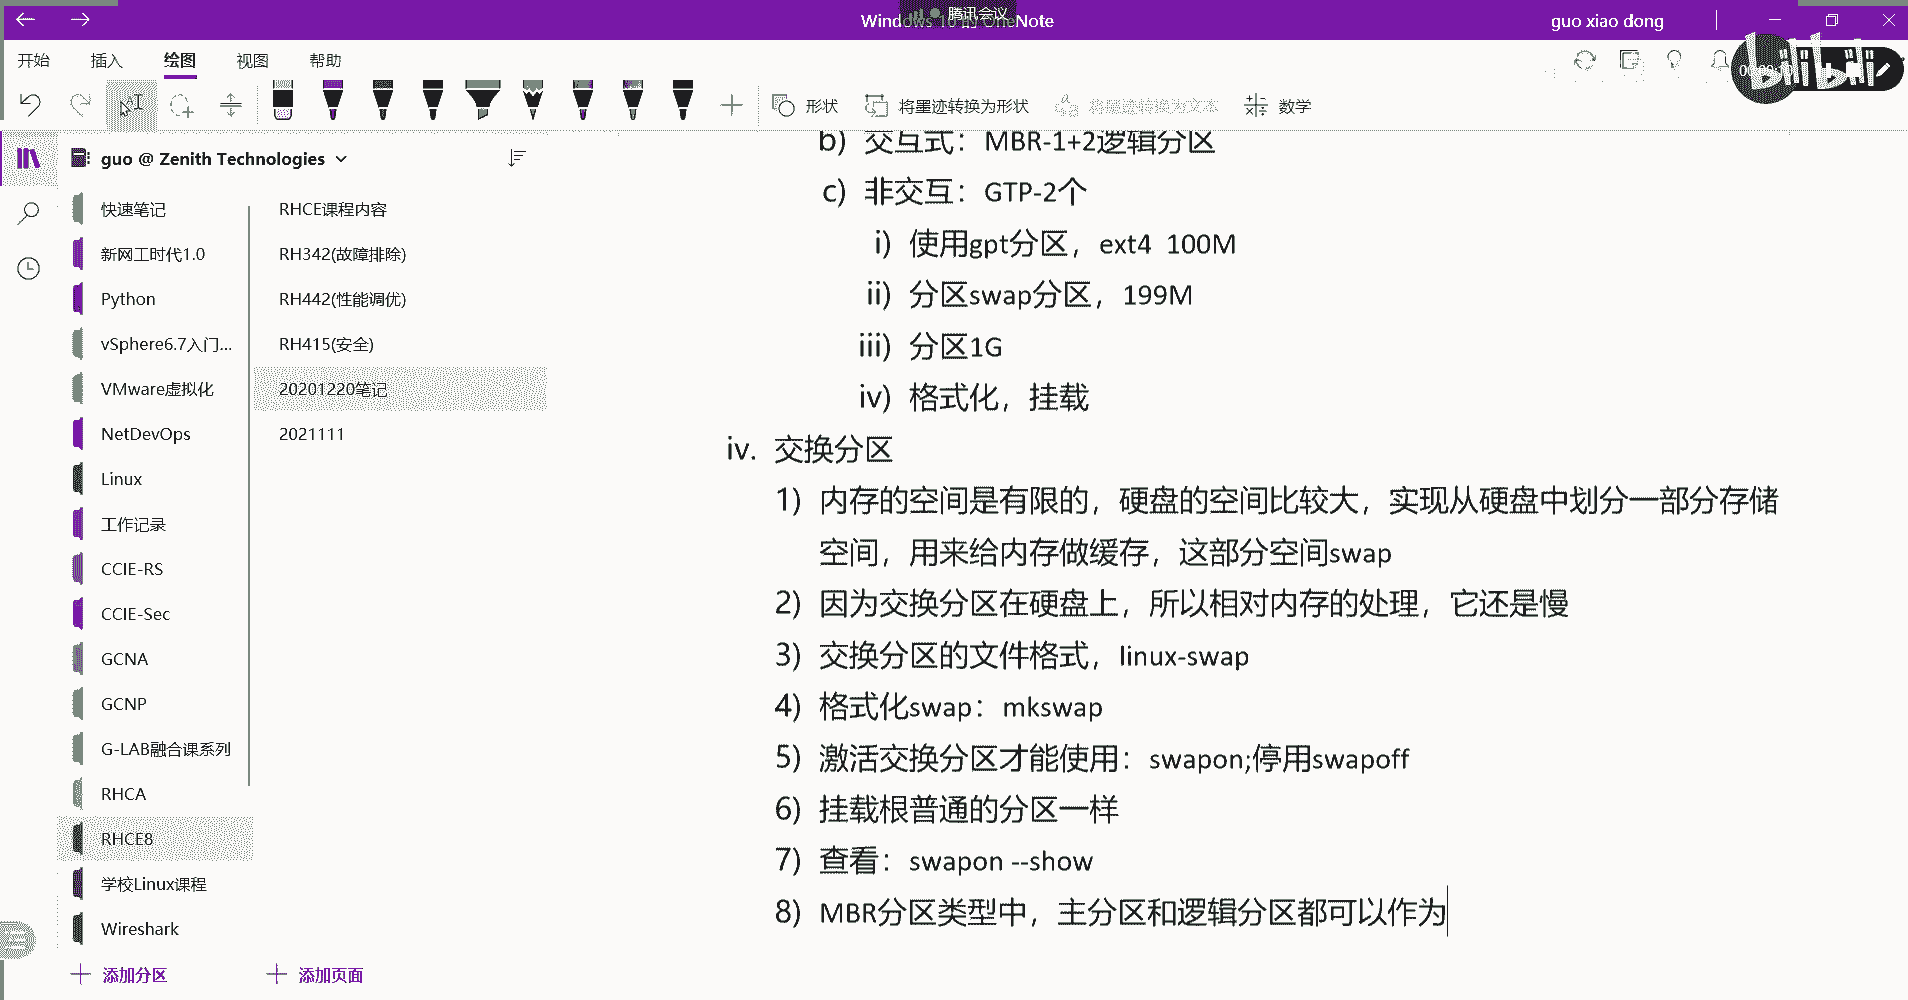 Windows 10 的 OneNote
腾讯会议
guo xiao dong
开始 插入 绘图 视图 帮助
bilibili
形状 将墨迹转换为形状 将墨迹转换为文本 数学
guo @ Zenith Technologies
快速笔记
新网工时代1.0
Python
vSphere6.7入门...
VMware虚拟化
NetDevOps
Linux
工作记录
CCIE-RS
CCIE-Sec
GCNA
GCNP
G-LAB融合课系列
RHCA
RHCE8
学校Linux课程
Wireshark
添加分区
RHCE课程内容
RH342(故障排除)
RH442(性能调优)
RH415(安全)
20201220笔记
2021111
添加页面
b) 交互式：MBR-1+2逻辑分区
c) 非交互：GTP-2个
i) 使用gpt分区，ext4 100M
ii) 分区swap分区，199M
iii) 分区1G
iv) 格式化，挂载
iv. 交换分区
1) 内存的空间是有限的，硬盘的空间比较大，实现从硬盘中划分一部分存储
空间，用来给内存做缓存，这部分空间swap
2) 因为交换分区在硬盘上，所以相对内存的处理，它还是慢
3) 交换分区的文件格式，linux-swap
4) 格式化swap：mkswap
5) 激活交换分区才能使用：swapon;停用swapoff
6) 挂载根普通的分区一样
7) 查看：swapon --show
8) MBR分区类型中，主分区和逻辑分区都可以作为